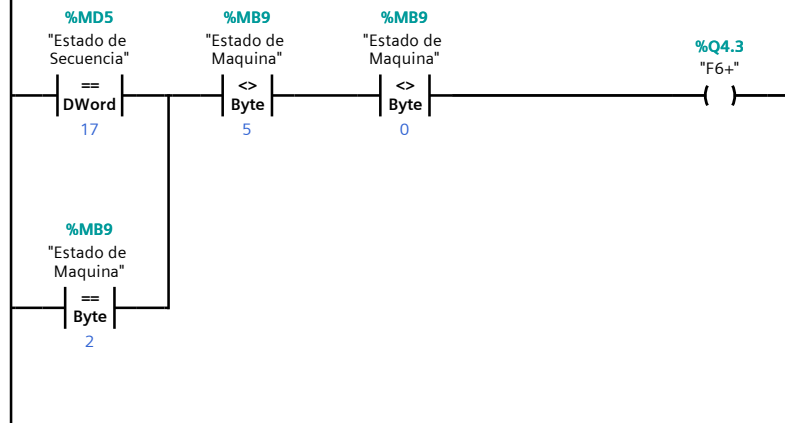 %MD5
"Estado de
Secuencia"
==
DWord
17
%MB9
"Estado de
Maquina"
<>
Byte
5
%MB9
"Estado de
Maquina"
<>
Byte
0
%Q4.3
"F6+"
%MB9
"Estado de
Maquina"
==
Byte
2